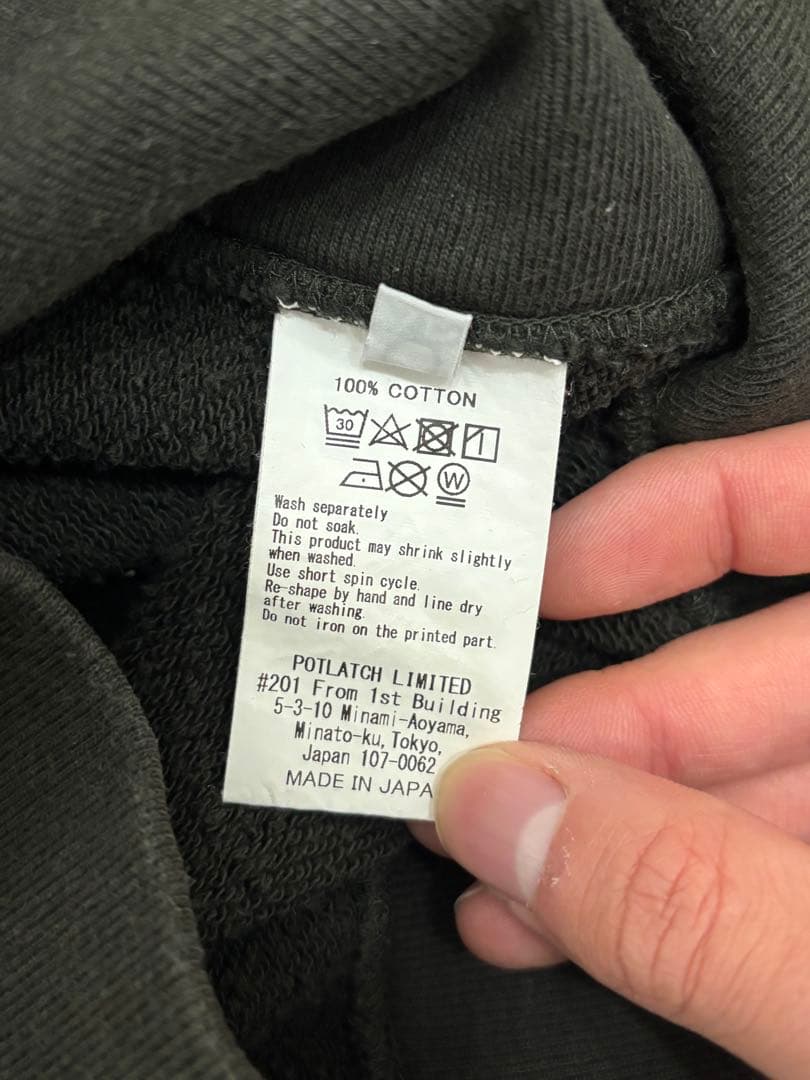 100% COTTON
30
W
Wash separately
Do not soak.
This product may shrink slightly
when washed.
Use short spin cycle.
Re-shape by hand and line dry
after washing.
Do not iron on the printed part.
POTLATCH LIMITED
#201 From 1st Building
5-3-10 Minami-Aoyama,
Minato-ku, Tokyo,
Japan 107-0062
MADE IN JAPA